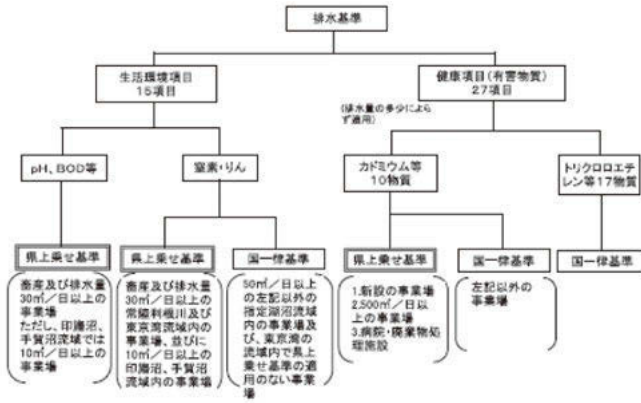 排水基準
生活環境項目
15項目
健康項目(有害物質)
27項目
(排水量の多少によら
ず適用)
pH、BOD等
窒素・りん
カドミウム等
10物質
トリクロロエチ
レン等17物質
県上乗せ基準
県上乗せ基準
国一律基準
県上乗せ基準
国一律基準
国一律基準
畜産及び排水量
30㎥/日以上の
事業場
ただし、印旛沼、
手賀沼流域では
10㎥/日以上の事
業場
畜産及び排水量
30㎥/日以上の
常陸利根川及び
東京湾流域内の
事業場、並びに
10㎥/日以上の
印旛沼、手賀沼
流域内の事業場
50㎥/日以上
の左記以外の
指定湖沼流域
内の事業場及
び、東京湾の
流域内で県上
乗せ基準の適
用のない事業
場
1.新設の事業場
2.500㎥/日以
上の事業場
3.病院・廃棄物処
理施設
左記以外の
事業場